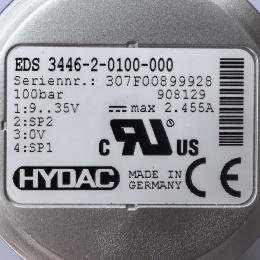 EDS 3446-2-0100-000
Seriennr.: 307F00899928
100bar 908129
1:9..35V ⎓ max 2.455A
2:SP2
3:0V
4:SP1
c RU US
HYDAC MADE IN GERMANY CE